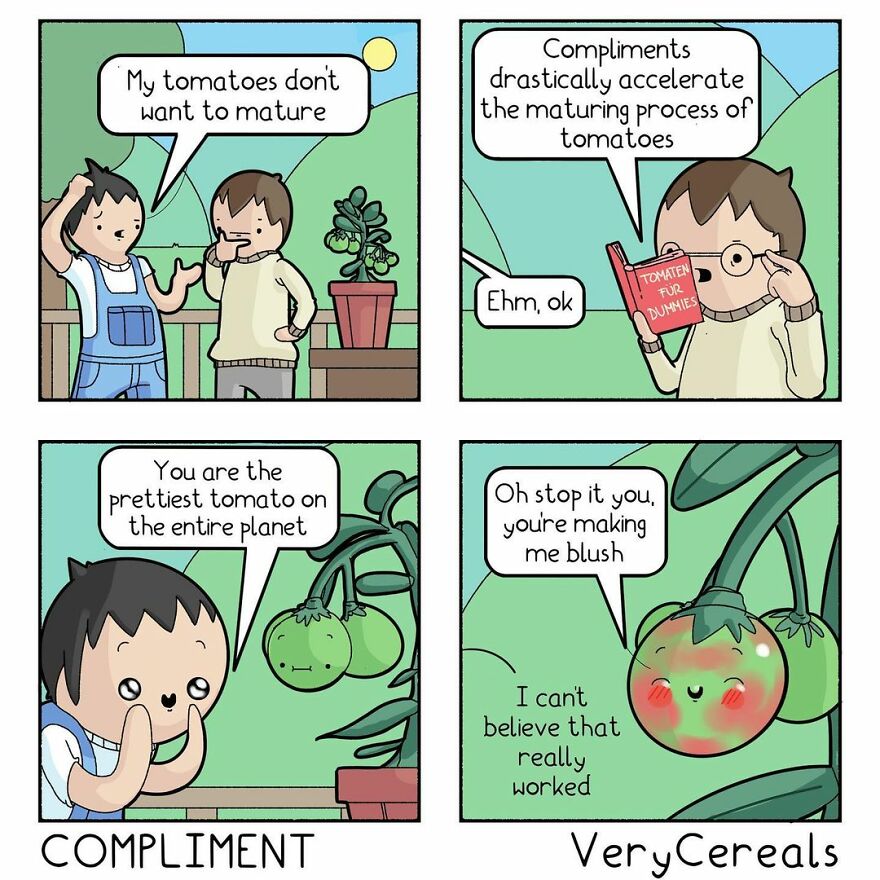 My tomatoes don't
want to mature
Compliments
drastically accelerate
the maturing process of
tomatoes
TOMATEN
FÜR
DUMMIES
Ehm, ok
You are the
prettiest tomato on
the entire planet
Oh stop it you,
you're making
me blush
I can't
believe that
really
worked
COMPLIMENT
VeryCereals